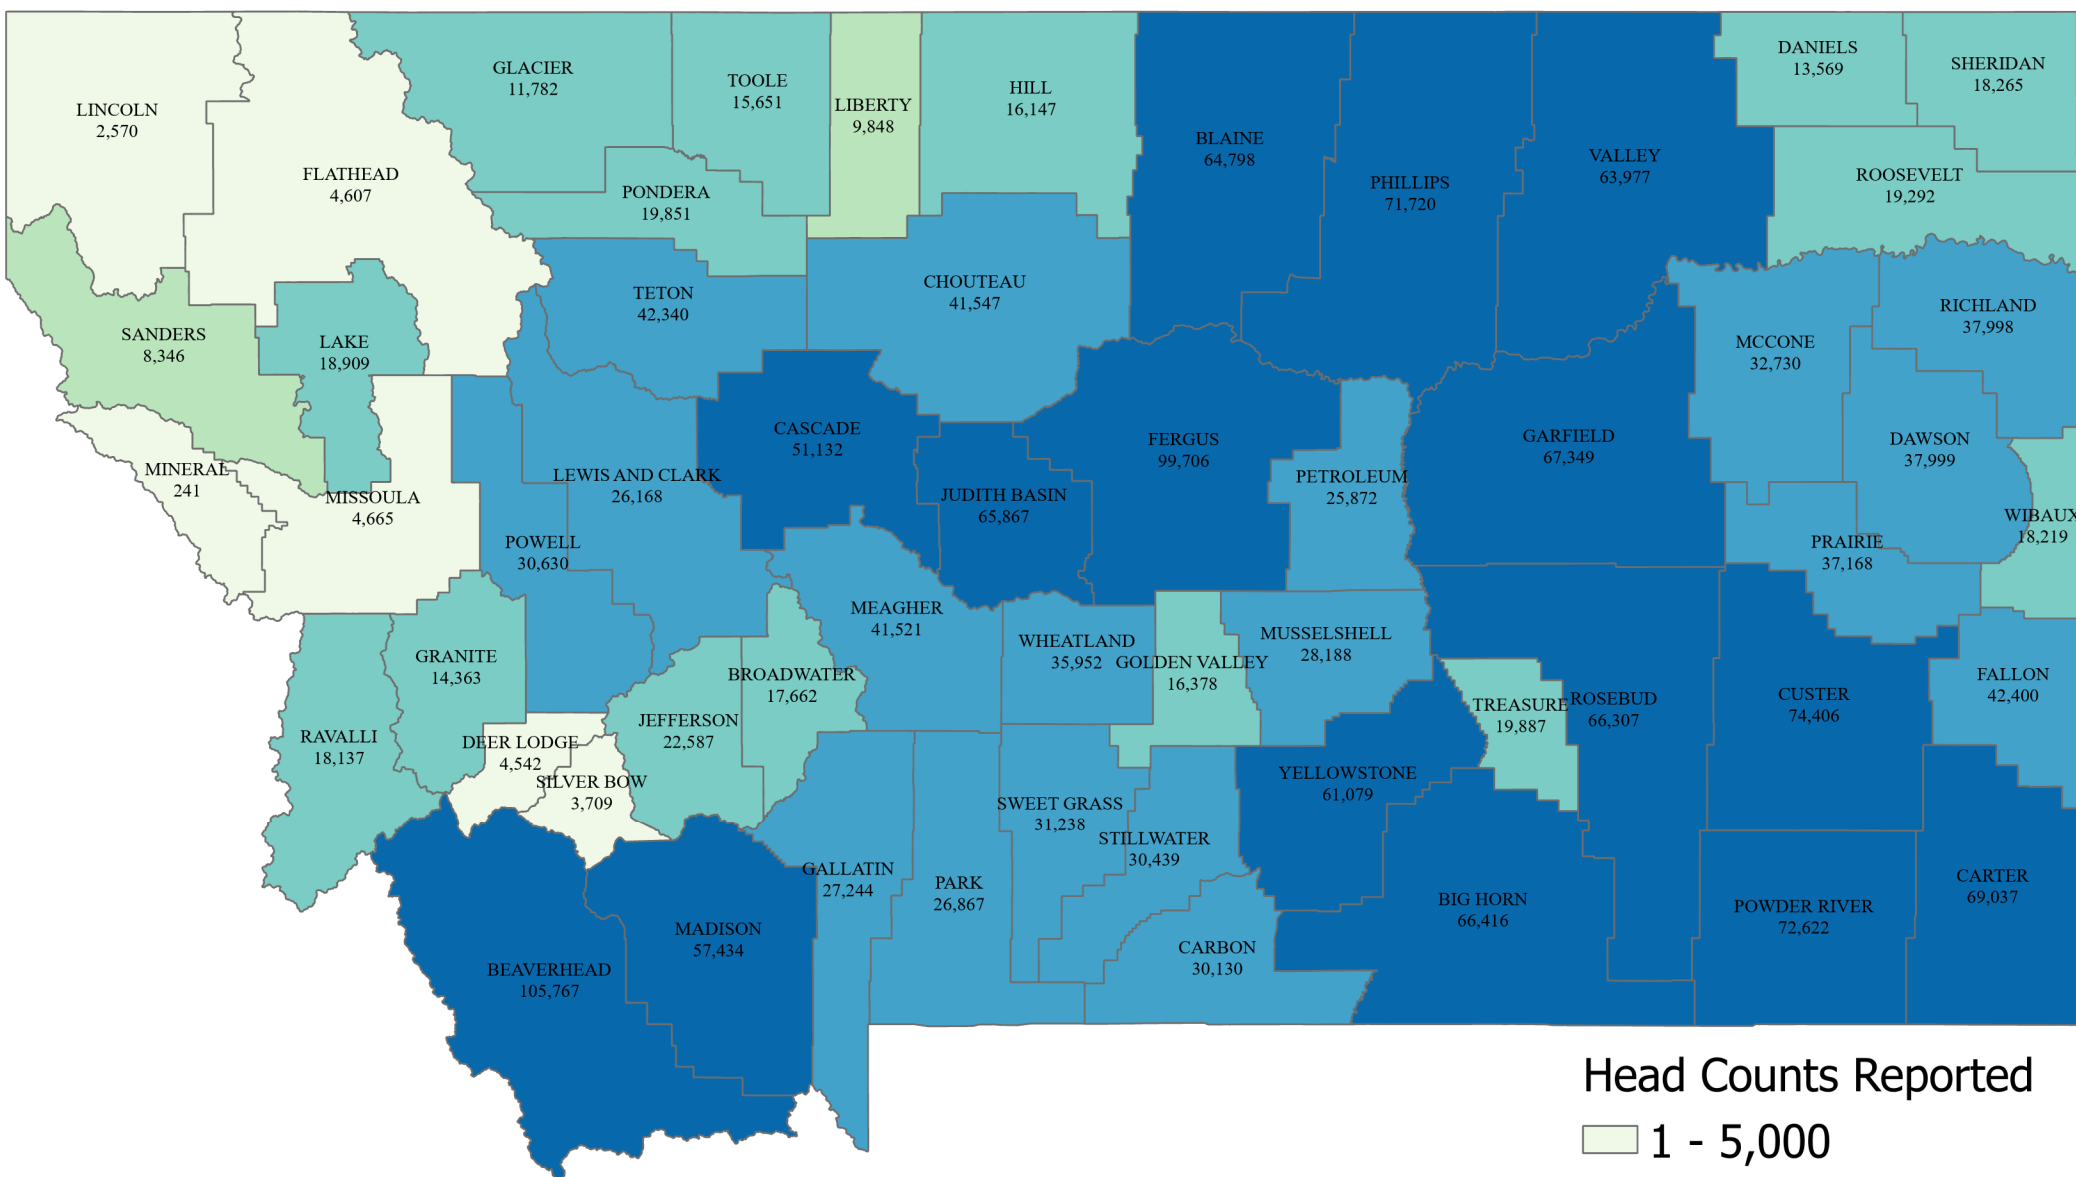 LINCOLN
2,570
FLATHEAD
4,607
GLACIER
11,782
TOOLE
15,651
LIBERTY
9,848
HILL
16,147
BLAINE
64,798
PHILLIPS
71,720
VALLEY
63,977
DANIELS
13,569
SHERIDAN
18,265
ROOSEVELT
19,292
PONDERA
19,851
TETON
42,340
CHOUTEAU
41,547
SANDERS
8,346
LAKE
18,909
MCCONE
32,730
RICHLAND
37,998
CASCADE
51,132
FERGUS
99,706
GARFIELD
67,349
DAWSON
37,999
MINERAL
241
MISSOULA
4,665
LEWIS AND CLARK
26,168
JUDITH BASIN
65,867
PETROLEUM
25,872
WIBAUX
18,219
POWELL
30,630
PRAIRIE
37,168
MEAGHER
41,521
WHEATLAND
35,952
GOLDEN VALLEY
16,378
MUSSELSHELL
28,188
GRANITE
14,363
BROADWATER
17,662
JEFFERSON
22,587
TREASURE
19,887
ROSEBUD
66,307
CUSTER
74,406
FALLON
42,400
RAVALLI
18,137
DEER LODGE
4,542
SILVER BOW
3,709
YELLOWSTONE
61,079
SWEET GRASS
31,238
STILLWATER
30,439
GALLATIN
27,244
PARK
26,867
BIG HORN
66,416
POWDER RIVER
72,622
CARTER
69,037
MADISON
57,434
CARBON
30,130
BEAVERHEAD
105,767
Head Counts Reported
1 - 5,000